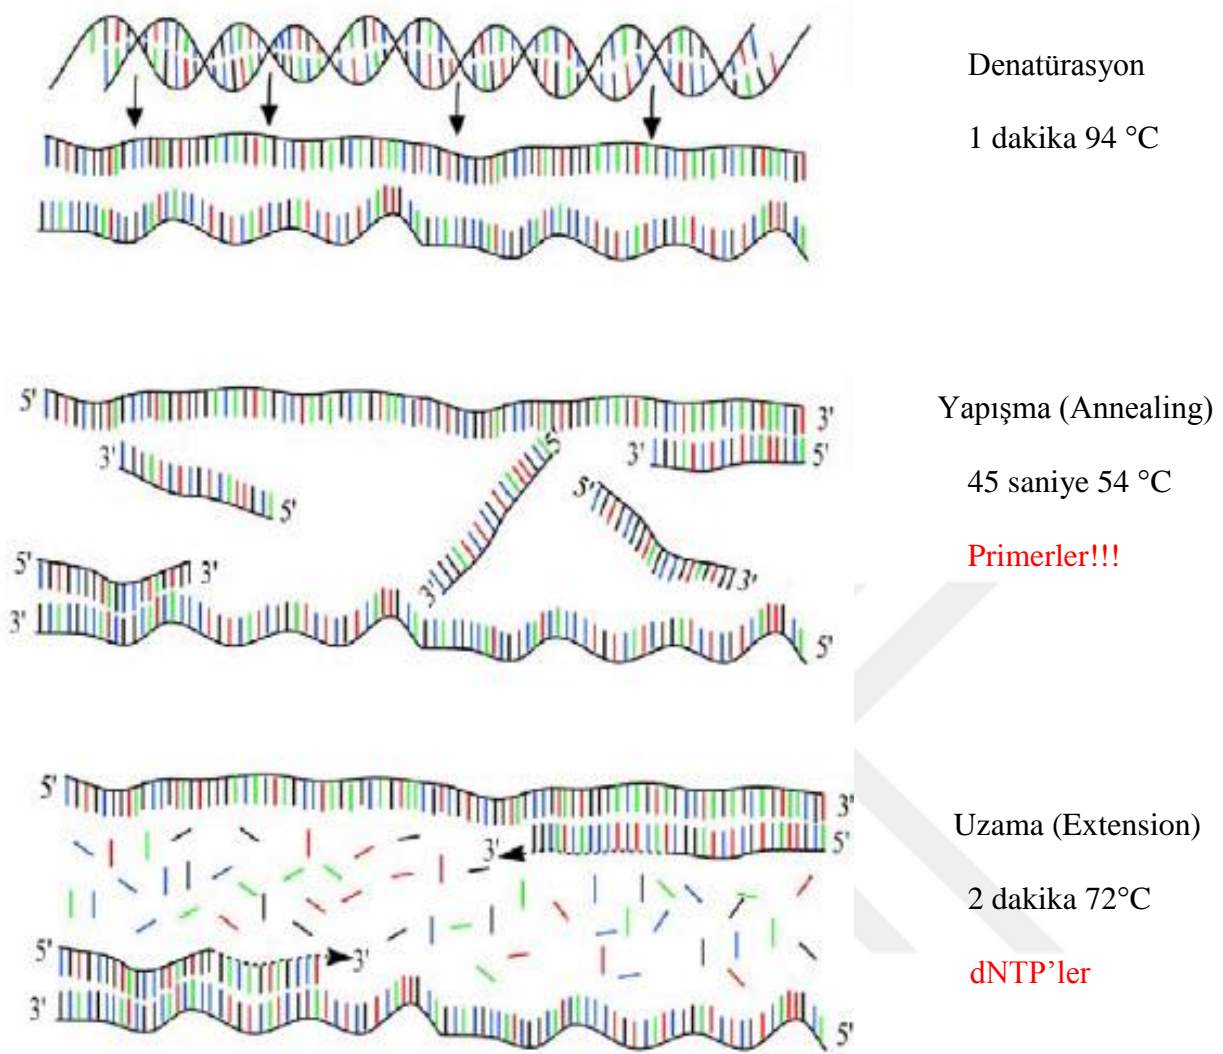 Denatürasyon
1 dakika 94 °C
5'
3'
Yapışma (Annealing)
3'
5
3'
5'
45 saniye 54 °C
5'
5'
Primerler!!!
5'
3'
3'
3'
3'
5'
5'
3'
Uzama (Extension)
3'
5'
2 dakika 72°C
5'
3'
dNTP’ler
3'
5'